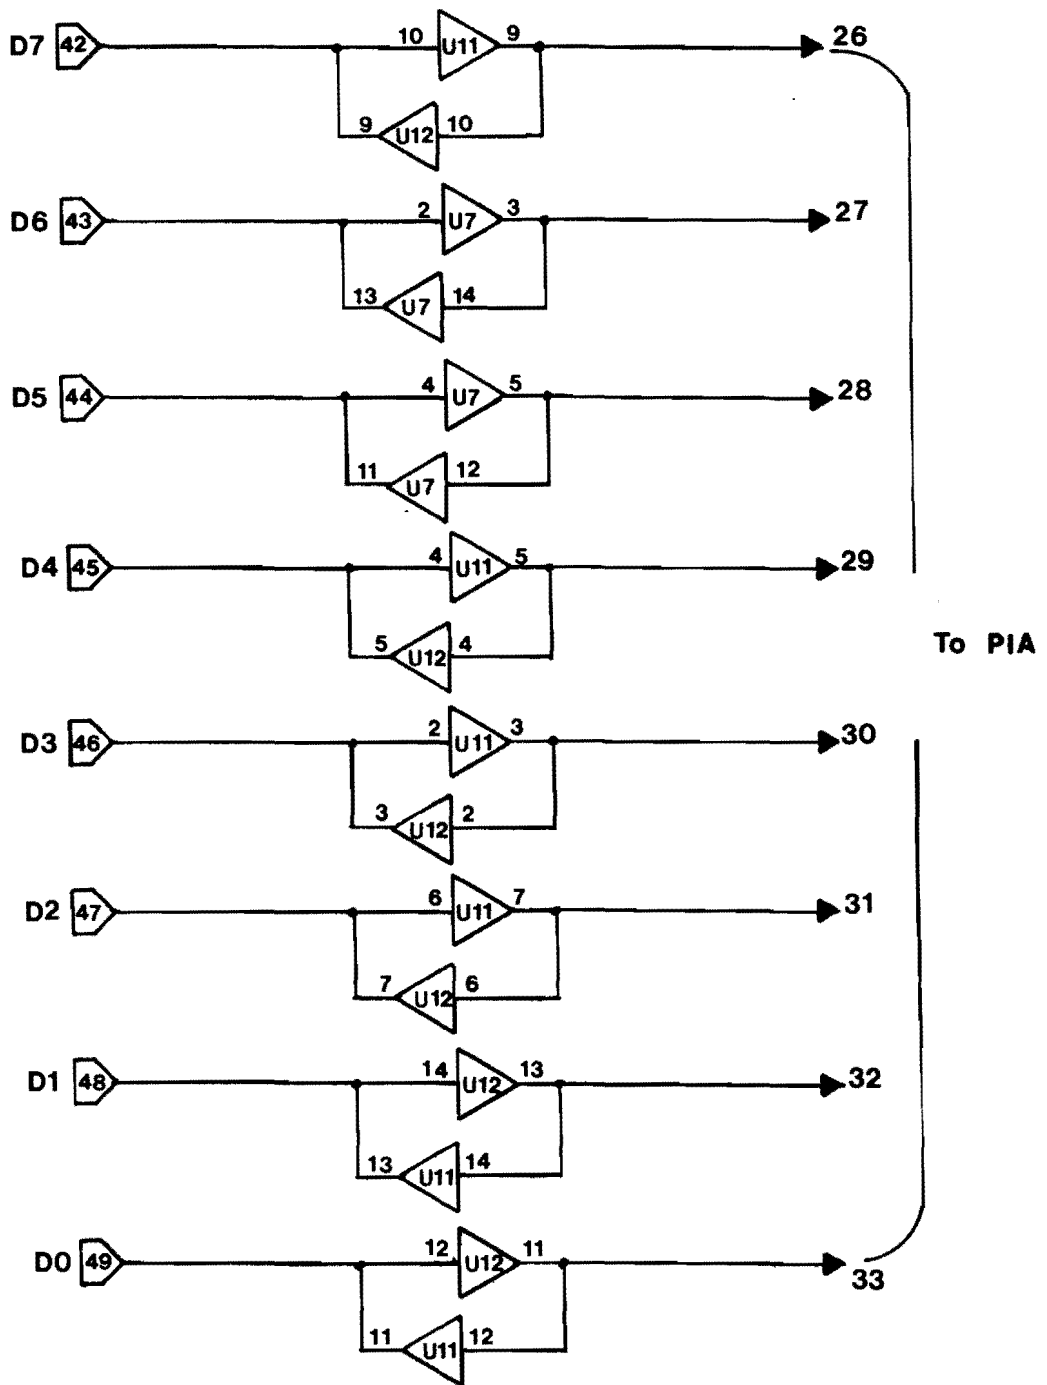 D7 42 10 U11 9 26
9 U12 10
D6 43 2 U7 3 27
13 U7 14
D5 44 4 U7 5 28
11 U7 12
D4 45 4 U11 5 29
5 U12 4
To PIA
D3 46 2 U11 3 30
3 U12 2
D2 47 6 U11 7 31
7 U12 6
D1 48 14 U12 13 32
13 U11 14
D0 49 12 U12 11 33
11 U11 12